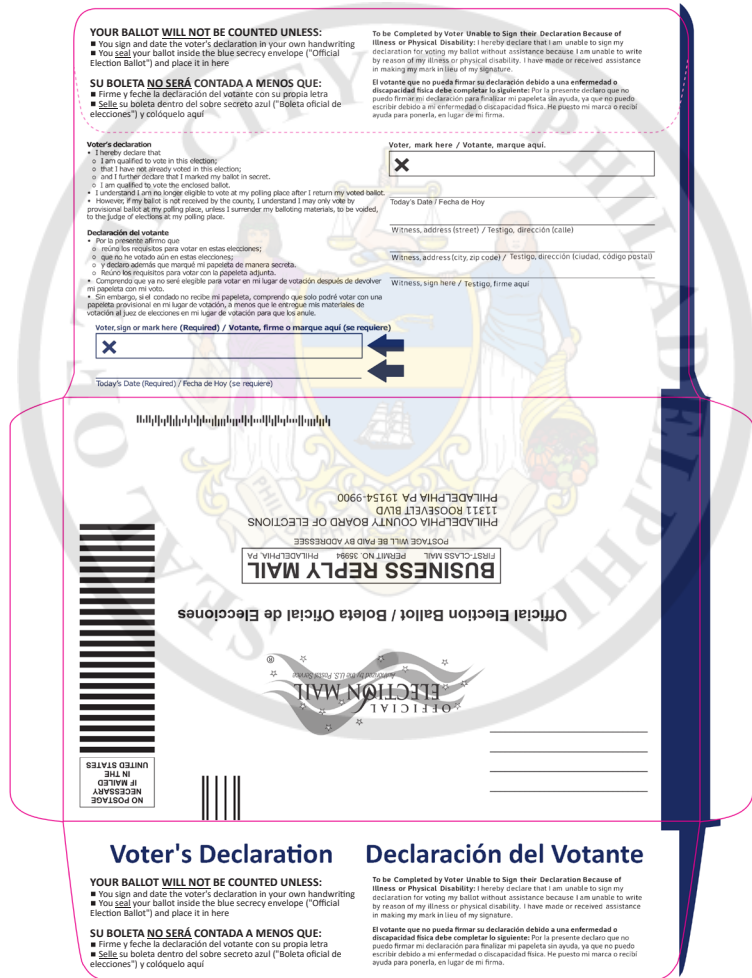 YOUR BALLOT WILL NOT BE COUNTED UNLESS:
■ You sign and date the voter's declaration in your own handwriting
■ You seal your ballot inside the blue secrecy envelope ("Official
Election Ballot") and place it in here
SU BOLETA NO SERÁ CONTADA A MENOS QUE:
■ Firme y feche la declaración del votante con su propia letra
■ Selle su boleta dentro del sobre secreto azul ("Boleta oficial de
elecciones") y colóquelo aquí
To be Completed by Voter Unable to Sign their Declaration Because of
Illness or Physical Disability: I hereby declare that I am unable to sign my
declaration for voting my ballot without assistance because I am unable to write
by reason of my illness or physical disability. I have made or received assistance
in making my mark in lieu of my signature.
El votante que no pueda firmar su declaración debido a una enfermedad o
discapacidad física debe completar lo siguiente: Por la presente declaro que no
puedo firmar mi declaración para finalizar mi papeleta sin ayuda, ya que no puedo
escribir debido a mi enfermedad o discapacidad física. He puesto mi marca o recibí
ayuda para ponerla, en lugar de mi firma.
Voter's declaration
• I hereby declare that
o I am qualified to vote in this election;
o that I have not already voted in this election;
o and I further declare that I marked my ballot in secret.
o I am qualified to vote the enclosed ballot.
• I understand I am no longer eligible to vote at my polling place after I return my voted ballot.
• However, if my ballot is not received by the county, I understand I may only vote by
provisional ballot at my polling place, unless I surrender my balloting materials, to be voided,
to the judge of elections at my polling place.
Declaración del votante
• Por la presente afirmo que
o reúno los requisitos para votar en estas elecciones;
o que no he votado aún en estas elecciones;
o y declaro además que marqué mi papeleta de manera secreta.
o Reúno los requisitos para votar con la papeleta adjunta.
• Comprendo que ya no seré elegible para votar en mi lugar de votación después de devolver
mi papeleta con mi voto.
• Sin embargo, si el condado no recibe mi papeleta, comprendo que solo podré votar con una
papeleta provisional en mi lugar de votación, a menos que le entregue mis materiales de
votación al juez de elecciones en mi lugar de votación para que los anule.
Voter, sign or mark here (Required) / Votante, firme o marque aquí (se requiere)
X
Today's Date (Required) / Fecha de Hoy (se requiere)
Voter, mark here / Votante, marque aquí.
X
Today's Date / Fecha de Hoy
Witness, address (street) / Testigo, dirección (calle)
Witness, address (city, zip code) / Testigo, dirección (ciudad, código postal)
Witness, sign here / Testigo, firme aquí
SEAL OF THE CITY OF PHILADELPHIA
NO POSTAGE
NECESSARY
IF MAILED
IN THE
UNITED STATES
OFFICIAL
ELECTION MAIL
Authorized by the U.S. Postal Service
®
Official Election Ballot / Boleta Oficial de Elecciones
BUSINESS REPLY MAIL
FIRST-CLASS MAIL PERMIT NO. 35994 PHILADELPHIA, PA
POSTAGE WILL BE PAID BY ADDRESSEE
PHILADELPHIA COUNTY BOARD OF ELECTIONS
11311 ROOSEVELT BLVD
PHILADELPHIA PA 19154-9900
Voter's Declaration
Declaración del Votante
YOUR BALLOT WILL NOT BE COUNTED UNLESS:
■ You sign and date the voter's declaration in your own handwriting
■ You seal your ballot inside the blue secrecy envelope ("Official
Election Ballot") and place it in here
SU BOLETA NO SERÁ CONTADA A MENOS QUE:
■ Firme y feche la declaración del votante con su propia letra
■ Selle su boleta dentro del sobre secreto azul ("Boleta oficial de
elecciones") y colóquelo aquí
To be Completed by Voter Unable to Sign their Declaration Because of
Illness or Physical Disability: I hereby declare that I am unable to sign my
declaration for voting my ballot without assistance because I am unable to write
by reason of my illness or physical disability. I have made or received assistance
in making my mark in lieu of my signature.
El votante que no pueda firmar su declaración debido a una enfermedad o
discapacidad física debe completar lo siguiente: Por la presente declaro que no
puedo firmar mi declaración para finalizar mi papeleta sin ayuda, ya que no puedo
escribir debido a mi enfermedad o discapacidad física. He puesto mi marca o recibí
ayuda para ponerla, en lugar de mi firma.